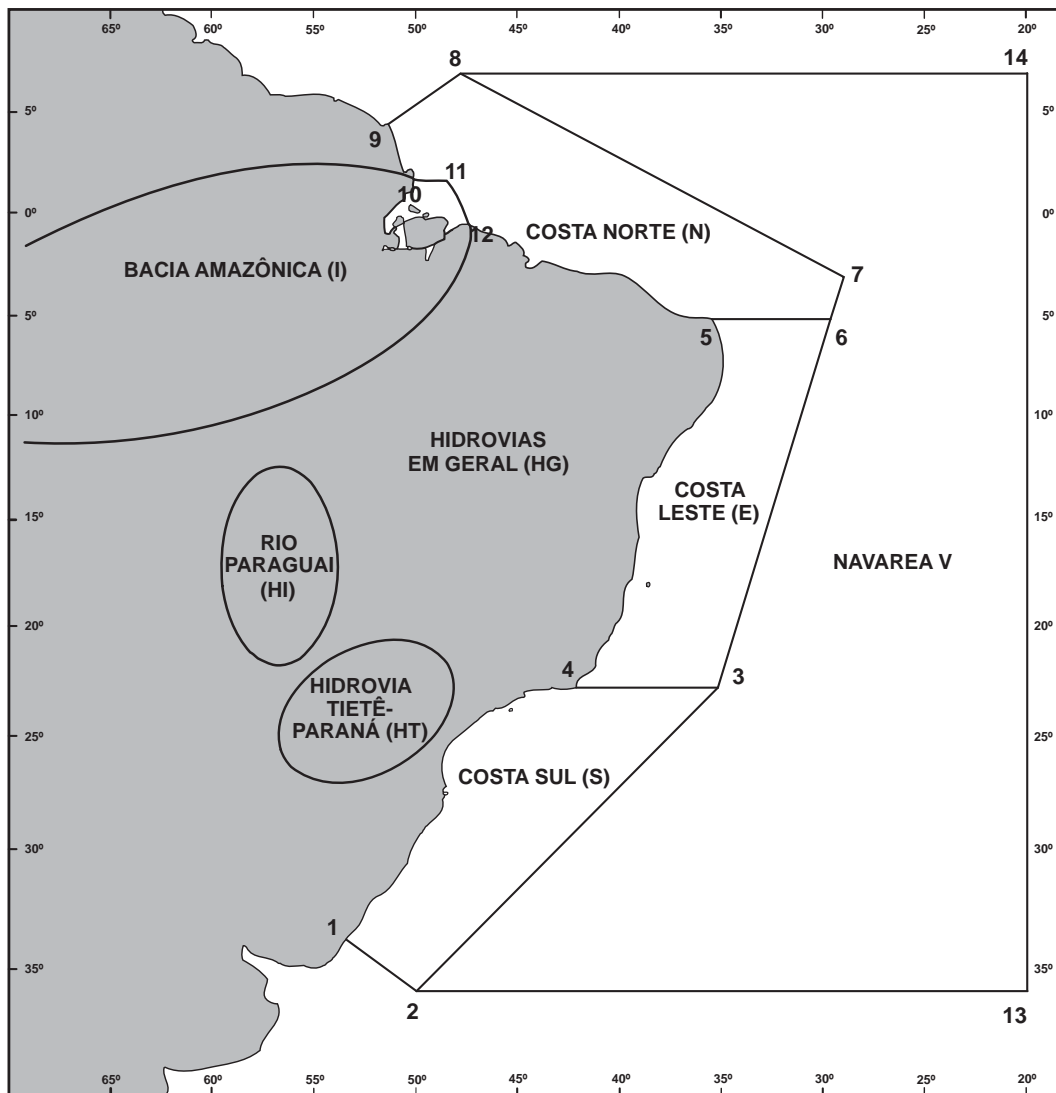 65º 60º 55º 50º 45º 40º 35º 30º 25º 20º
8 14
5º 5º
9
11
10
0º 0º
12 COSTA NORTE (N)
BACIA AMAZÔNICA (I) 7
5º 5º
5 6
10º 10º
HIDROVIAS
EM GERAL (HG)
COSTA
LESTE (E)
15º 15º
RIO
PARAGUAI
(HI)
NAVAREA V
20º 20º
4 3
HIDROVIA
TIETÊ-
PARANÁ (HT)
25º 25º
COSTA SUL (S)
30º 30º
1
35º 35º
2 13
65º 60º 55º 50º 45º 40º 35º 30º 25º 20º